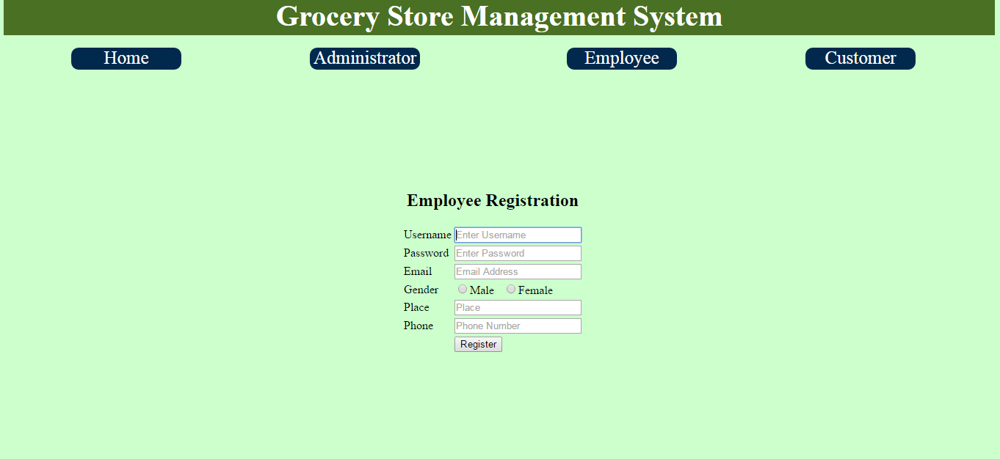 Grocery Store Management System
Home Administrator Employee Customer
Employee Registration
Username Enter Username
Password Enter Password
Email Email Address
Gender Male Female
Place Place
Phone Phone Number
Register